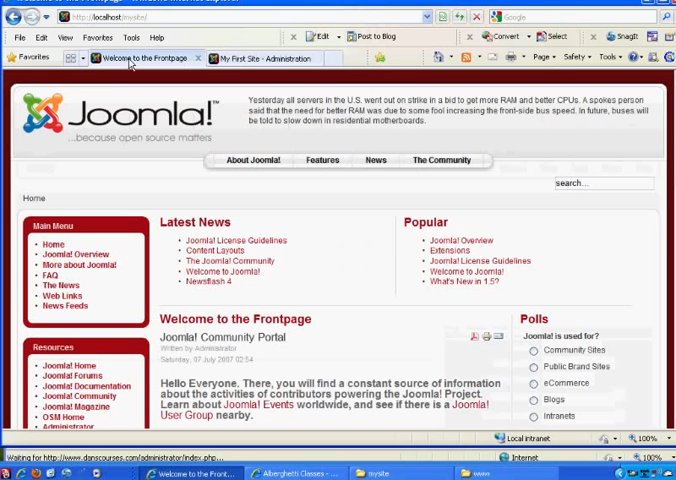 http://localhost/mysite/
Google
File Edit View Favorites Tools Help
Edit Post to Blog Convert Select SnagIt
Favorites Welcome to the Frontpage My First Site - Administration Page Safety Tools
Joomla!™
...because open source matters
Yesterday all servers in the U.S. went out on strike in a bid to get more RAM and better CPUs. A spokes person
said that the need for better RAM was due to some fool increasing the front-side bus speed. In future, buses will
be told to slow down in residential motherboards.
About Joomla! Features News The Community
search...
Home
Main Menu
Home
Joomla! Overview
More about Joomla!
FAQ
The News
Web Links
News Feeds
Latest News
Joomla! License Guidelines
Content Layouts
The Joomla! Community
Welcome to Joomla!
Newsflash 4
Popular
Joomla! Overview
Extensions
Joomla! License Guidelines
Welcome to Joomla!
What's New in 1.5?
Resources
Joomla! Home
Joomla! Forums
Joomla! Documentation
Joomla! Community
Joomla! Magazine
OSM Home
Administrator
Welcome to the Frontpage
Joomla! Community Portal
Written by Administrator
Saturday, 07 July 2007 02:54
Hello Everyone. There, you will find a constant source of information
about the activities of contributors powering the Joomla! Project.
Learn about Joomla! Events worldwide, and see if there is a Joomla!
User Group nearby.
Polls
Joomla! is used for?
Community Sites
Public Brand Sites
eCommerce
Blogs
Intranets
Local intranet 100%
Waiting for http://www.danscourses.com/administrator/index.php... Internet 100%
Welcome to the Front... Alberghetti Classes - ... mysite www